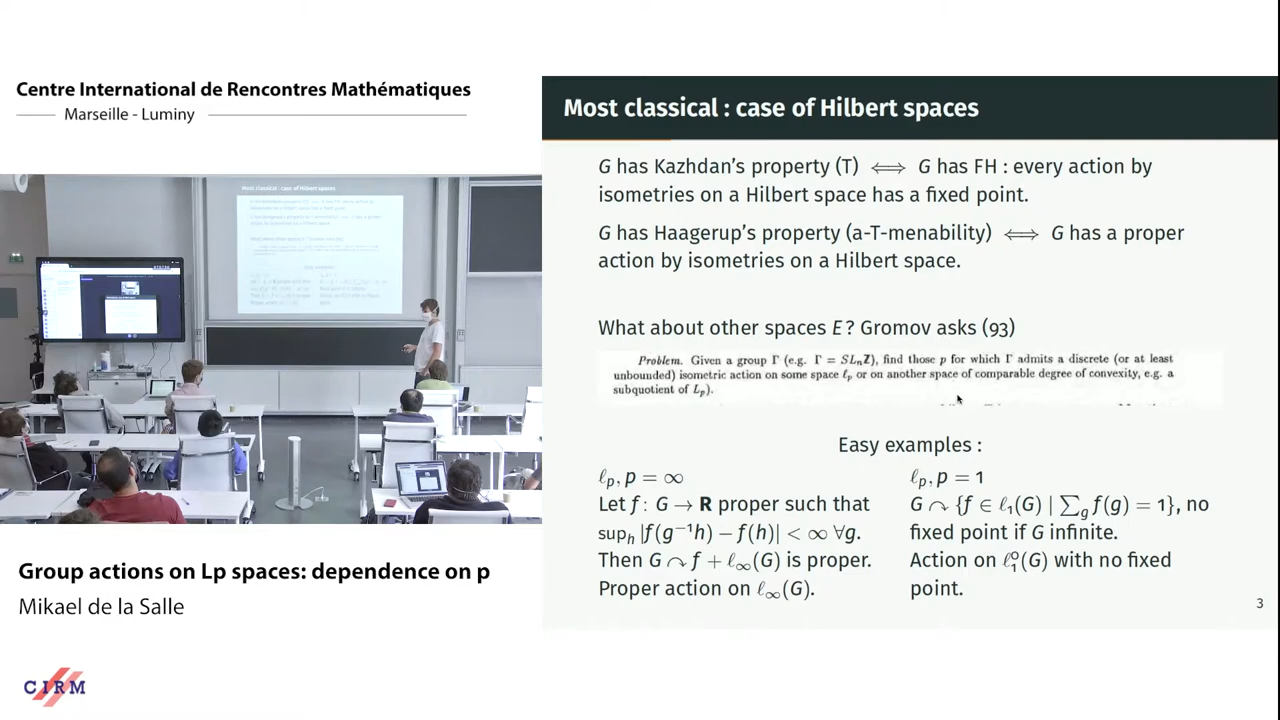 Centre International de Rencontres Mathématiques
Marseille - Luminy
Group actions on Lp spaces: dependence on p
Mikael de la Salle
CIRM
Most classical : case of Hilbert spaces
G has Kazhdan's property (T) ⟺ G has FH : every action by
isometries on a Hilbert space has a fixed point.
G has Haagerup's property (a-T-menability) ⟺ G has a proper
action by isometries on a Hilbert space.
What about other spaces E? Gromov asks (93)
Problem. Given a group Γ (e.g. Γ = SLₙZ), find those p for which Γ admits a discrete (or at least
unbounded) isometric action on some space ℓₚ or on another space of comparable degree of convexity, e.g. a
subquotient of Lₚ).
Easy examples :
ℓₚ, p = ∞
Let f: G → R proper such that
supₕ |f(g⁻¹h) − f(h)| < ∞ ∀g.
Then G ↷ f + ℓ∞(G) is proper.
Proper action on ℓ∞(G).
ℓₚ, p = 1
G ↷ {f ∈ ℓ₁(G) | ∑g f(g) = 1}, no
fixed point if G infinite.
Action on ℓ₁⁰(G) with no fixed
point.
3